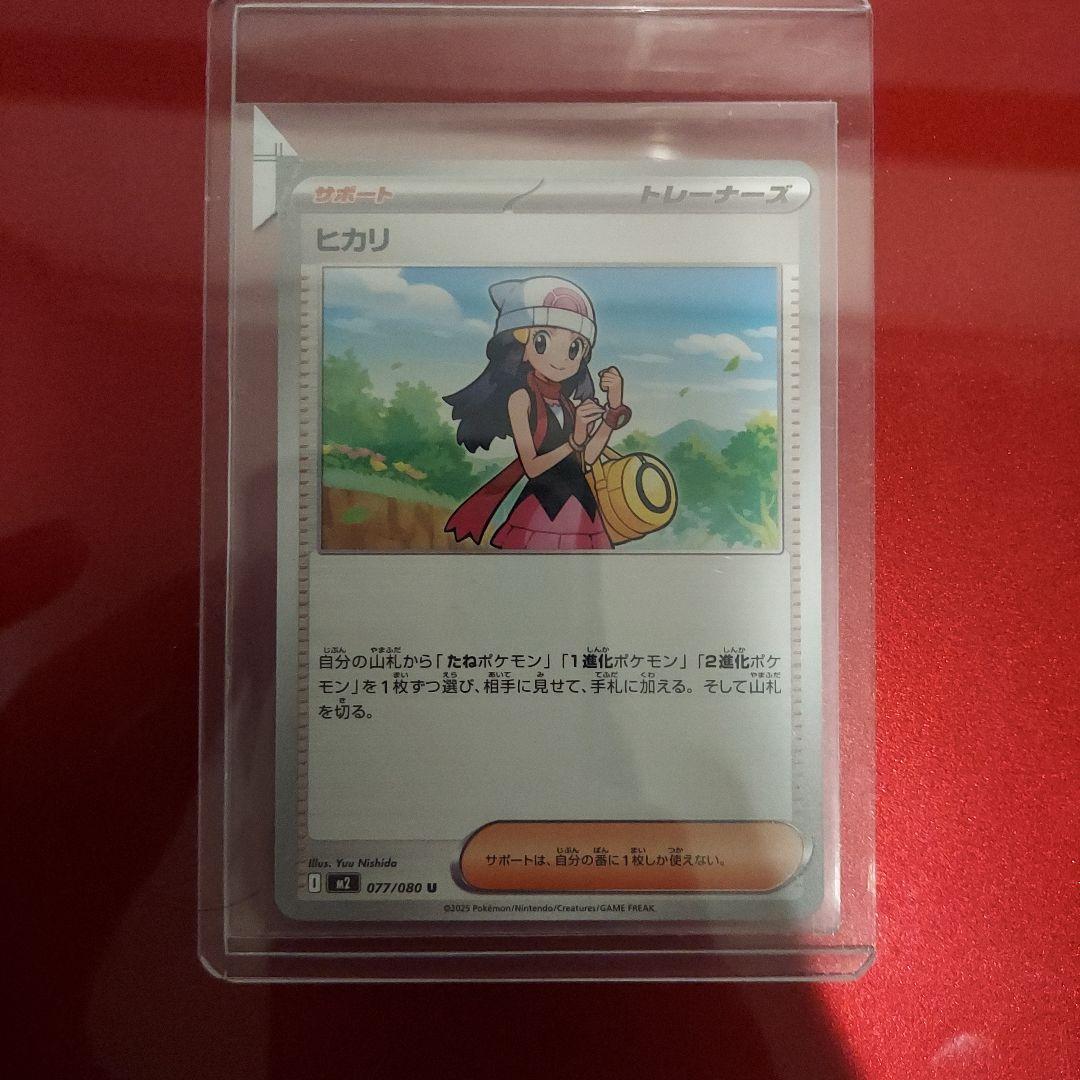 サポート トレーナーズ
ヒカリ
自分の山札から「たねポケモン」「1進化ポケモン」「2進化ポケ
モン」を1枚ずつ選び、相手に見せて、手札に加える。そして山札
を切る。
サポートは、自分の番に1枚しか使えない。
Illus. Yuu Nishida
I M2 077/080 U
©2025 Pokémon/Nintendo/Creatures/GAME FREAK